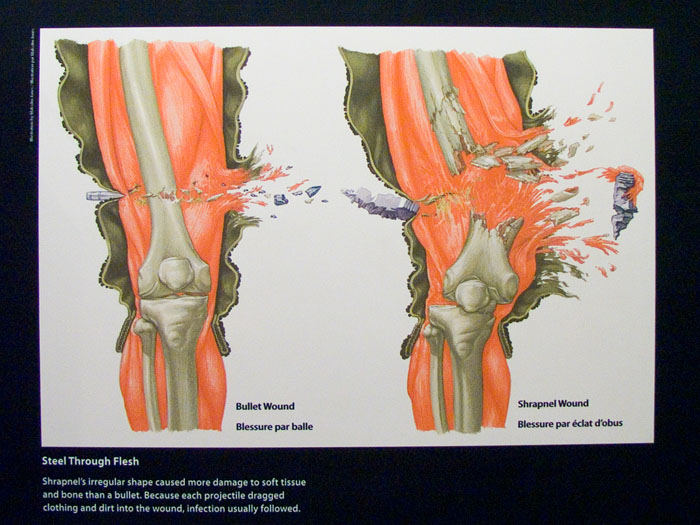 Bullet Wound
Blessure par balle
Shrapnel Wound
Blessure par éclat d'obus
Steel Through Flesh
Shrapnel's irregular shape caused more damage to soft tissue
and bone than a bullet. Because each projectile dragged
clothing and dirt into the wound, infection usually followed.